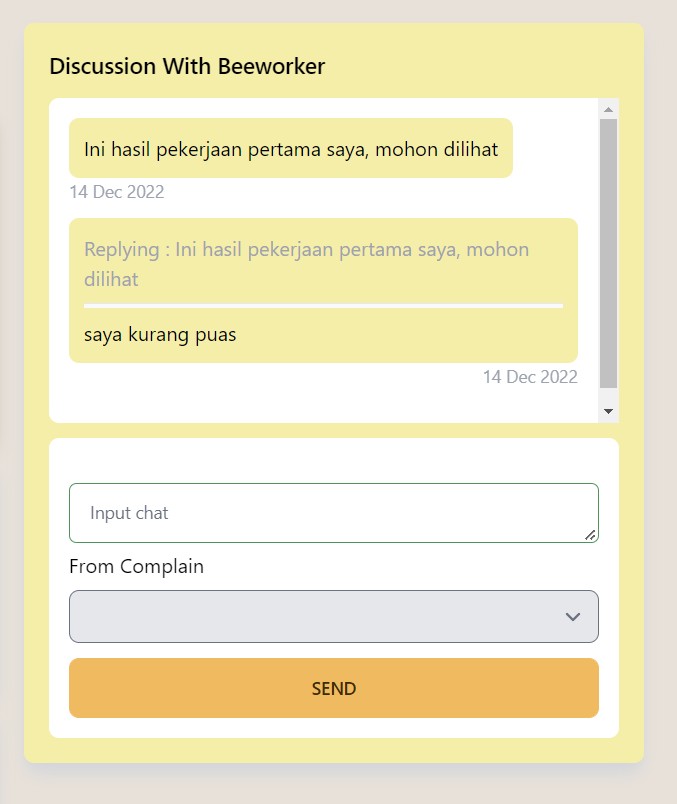 Discussion With Beeworker
Ini hasil pekerjaan pertama saya, mohon dilihat
14 Dec 2022
Replying : Ini hasil pekerjaan pertama saya, mohon
dilihat
saya kurang puas
14 Dec 2022
Input chat
From Complain
SEND